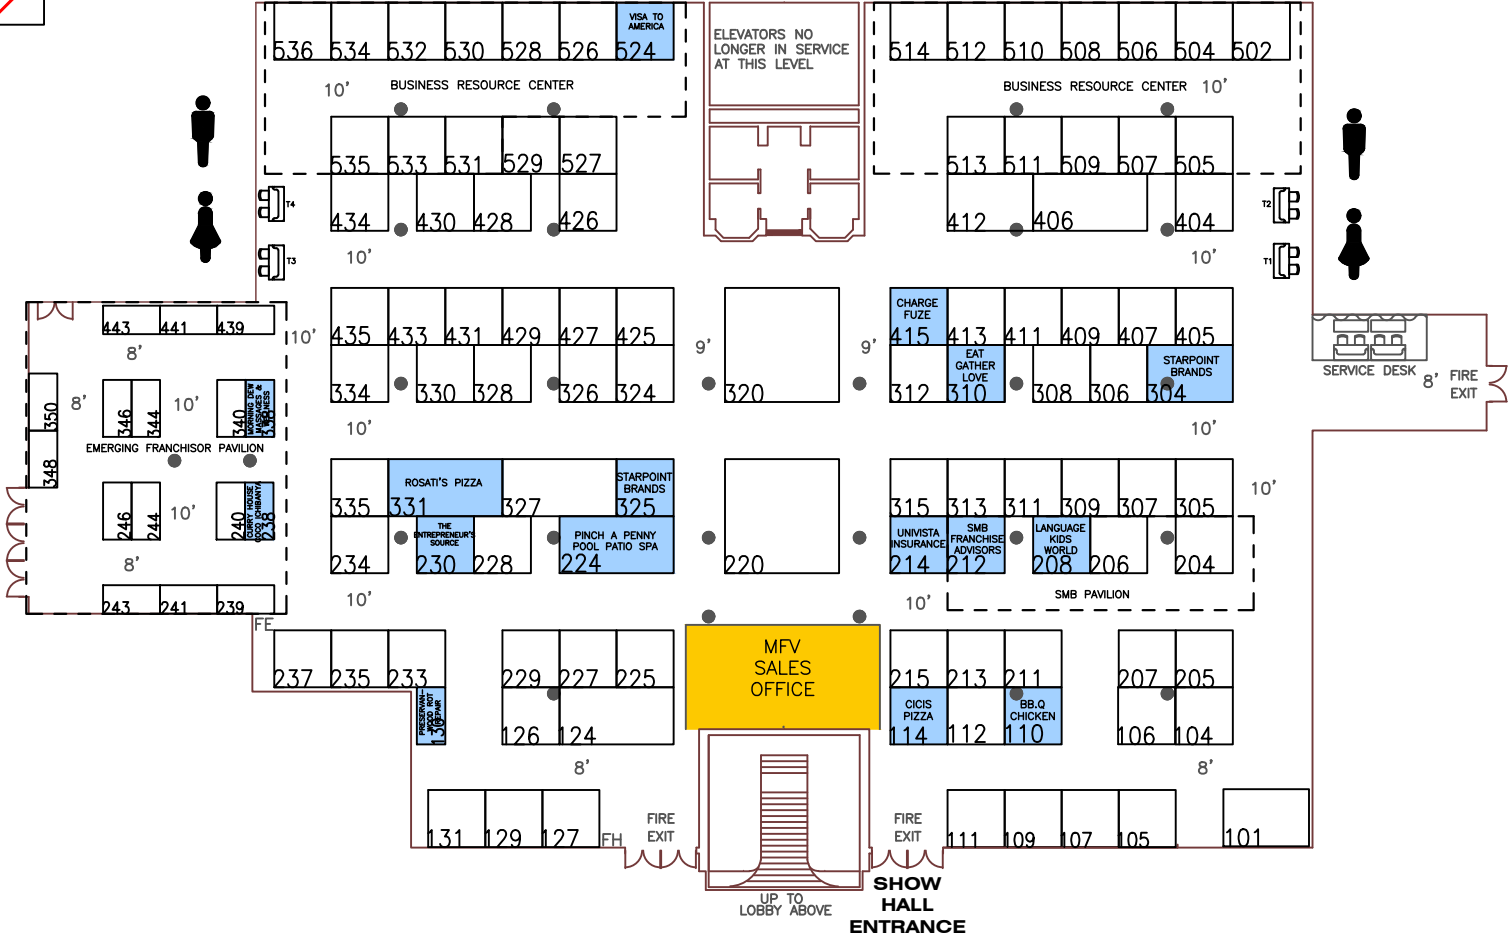 VISA TO
AMERICA
536 534 532 530 528 526 524
ELEVATORS NO
LONGER IN SERVICE
AT THIS LEVEL
514 512 510 508 506 504 502
10' BUSINESS RESOURCE CENTER
BUSINESS RESOURCE CENTER 10'
535 533 531 529 527
513 511 509 507 505
T4
T2
434 430 428 426
412 406 404
T3
10'
10'
T1
CHARGE
FUZE
443 441 439
10'
435 433 431 429 427 425
9'
9'
415 413 411 409 407 405
8'
EAT
GATHER
LOVE
STARPOINT
BRANDS
SERVICE DESK
8'
FIRE
EXIT
334 330 328 326 324
320
312 310 308 306 304
350
8'
346 344
10'
340
MORNING DEW
MASSAGES &
WELLNESS
338
10'
10'
EMERGING FRANCHISOR PAVILION
348
ROSATI'S PIZZA
STARPOINT
BRANDS
335 331 327 325
315 313 311 309 307 305
10'
246 244
10'
240
CURRY HOUSE
COCO ICHIBANYA
238
THE
ENTREPRENEUR'S
SOURCE
PINCH A PENNY
POOL PATIO SPA
UNIVISTA
INSURANCE
SMB
FRANCHISE
ADVISORS
LANGUAGE
KIDS
WORLD
234 230 228 224
220
214 212 208 206 204
8'
243 241 239
10'
10'
SMB PAVILION
FE
237 235 233
229 227 225
MFV
SALES
OFFICE
215 213 211
207 205
PRESERVAN-
WOOD ROT
REPAIR
130
126 124
CICIS
PIZZA
BB.Q
CHICKEN
114 112 110
106 104
8'
8'
131 129 127
FH
FIRE
EXIT
FIRE
EXIT
111 109 107 105
101
UP TO
LOBBY ABOVE
SHOW
HALL
ENTRANCE